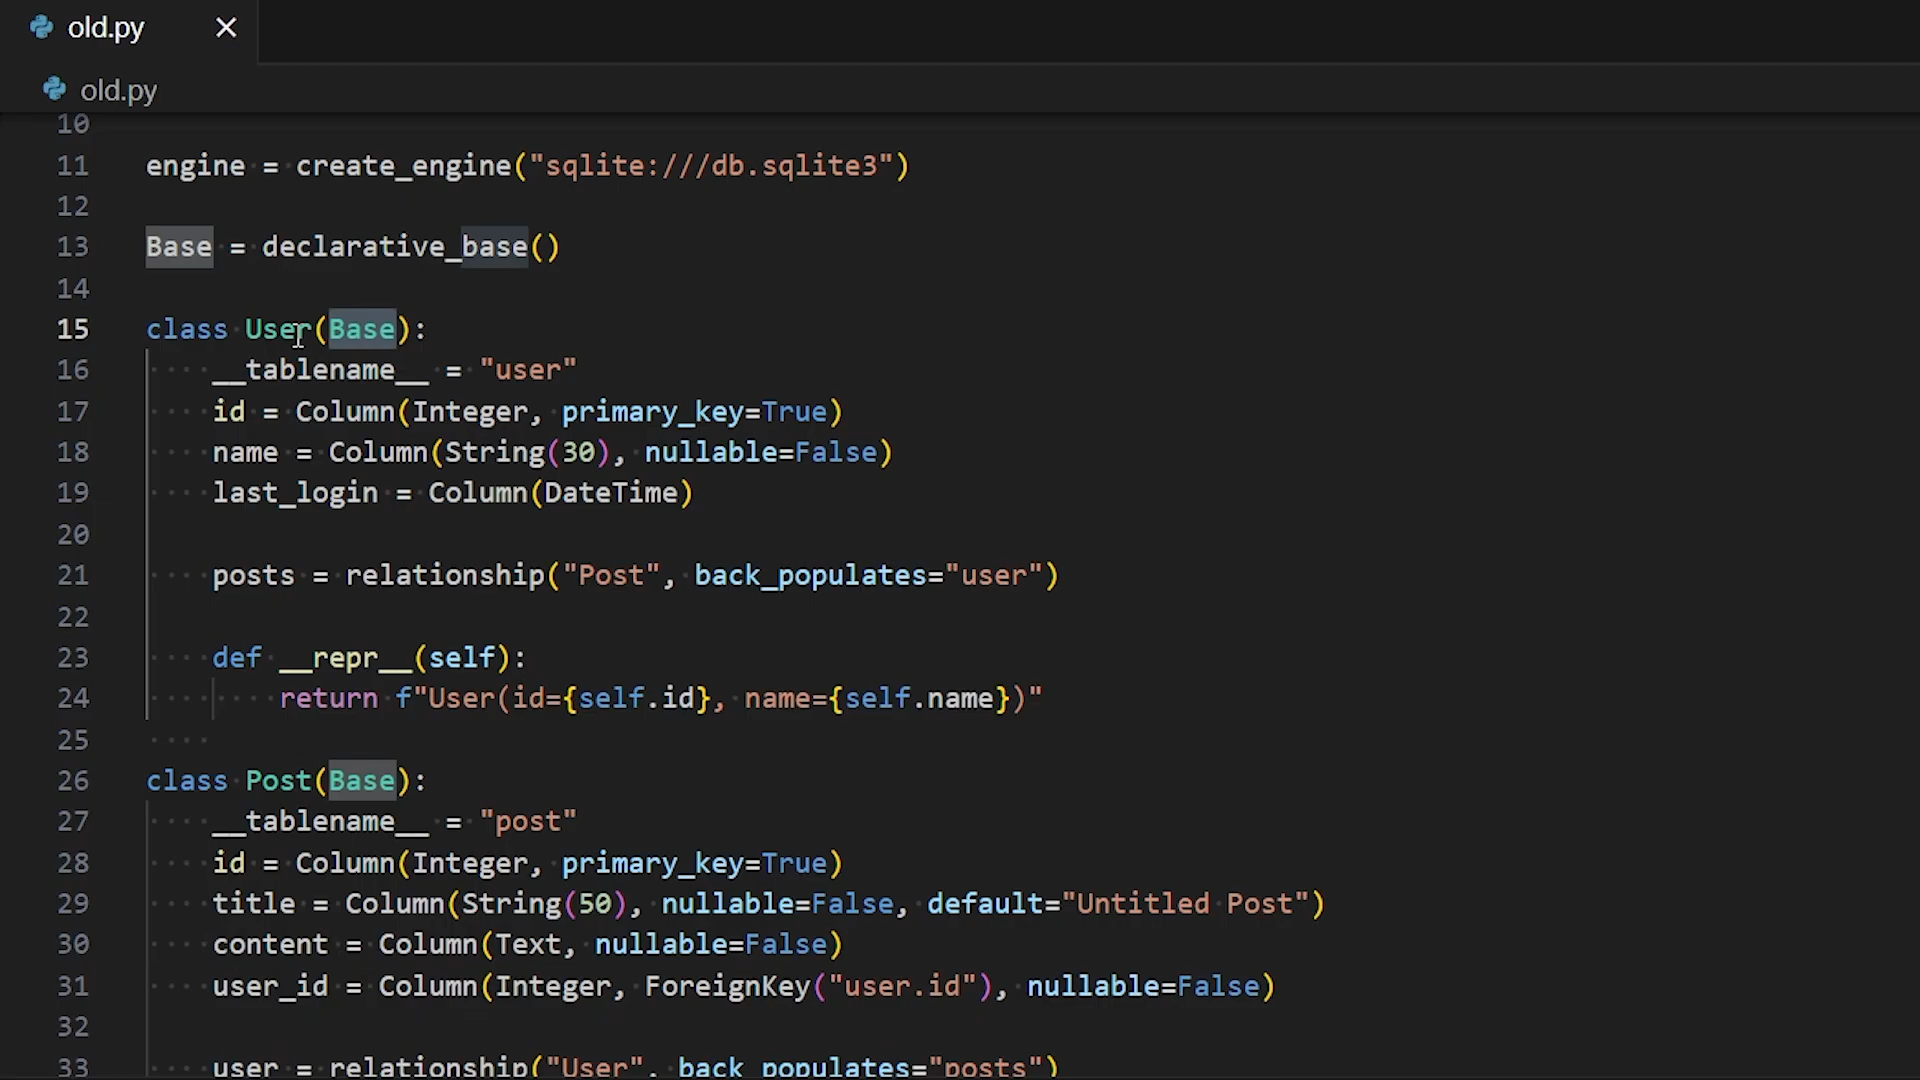 old.py
old.py
10
11 engine = create_engine("sqlite:///db.sqlite3")
12
13 Base = declarative_base()
14
15 class User(Base):
16     __tablename__ = "user"
17     id = Column(Integer, primary_key=True)
18     name = Column(String(30), nullable=False)
19     last_login = Column(DateTime)
20
21     posts = relationship("Post", back_populates="user")
22
23     def __repr__(self):
24         return f"User(id={self.id}, name={self.name})"
25
26 class Post(Base):
27     __tablename__ = "post"
28     id = Column(Integer, primary_key=True)
29     title = Column(String(50), nullable=False, default="Untitled Post")
30     content = Column(Text, nullable=False)
31     user_id = Column(Integer, ForeignKey("user.id"), nullable=False)
32
33     user = relationship("User", back_populates="posts")